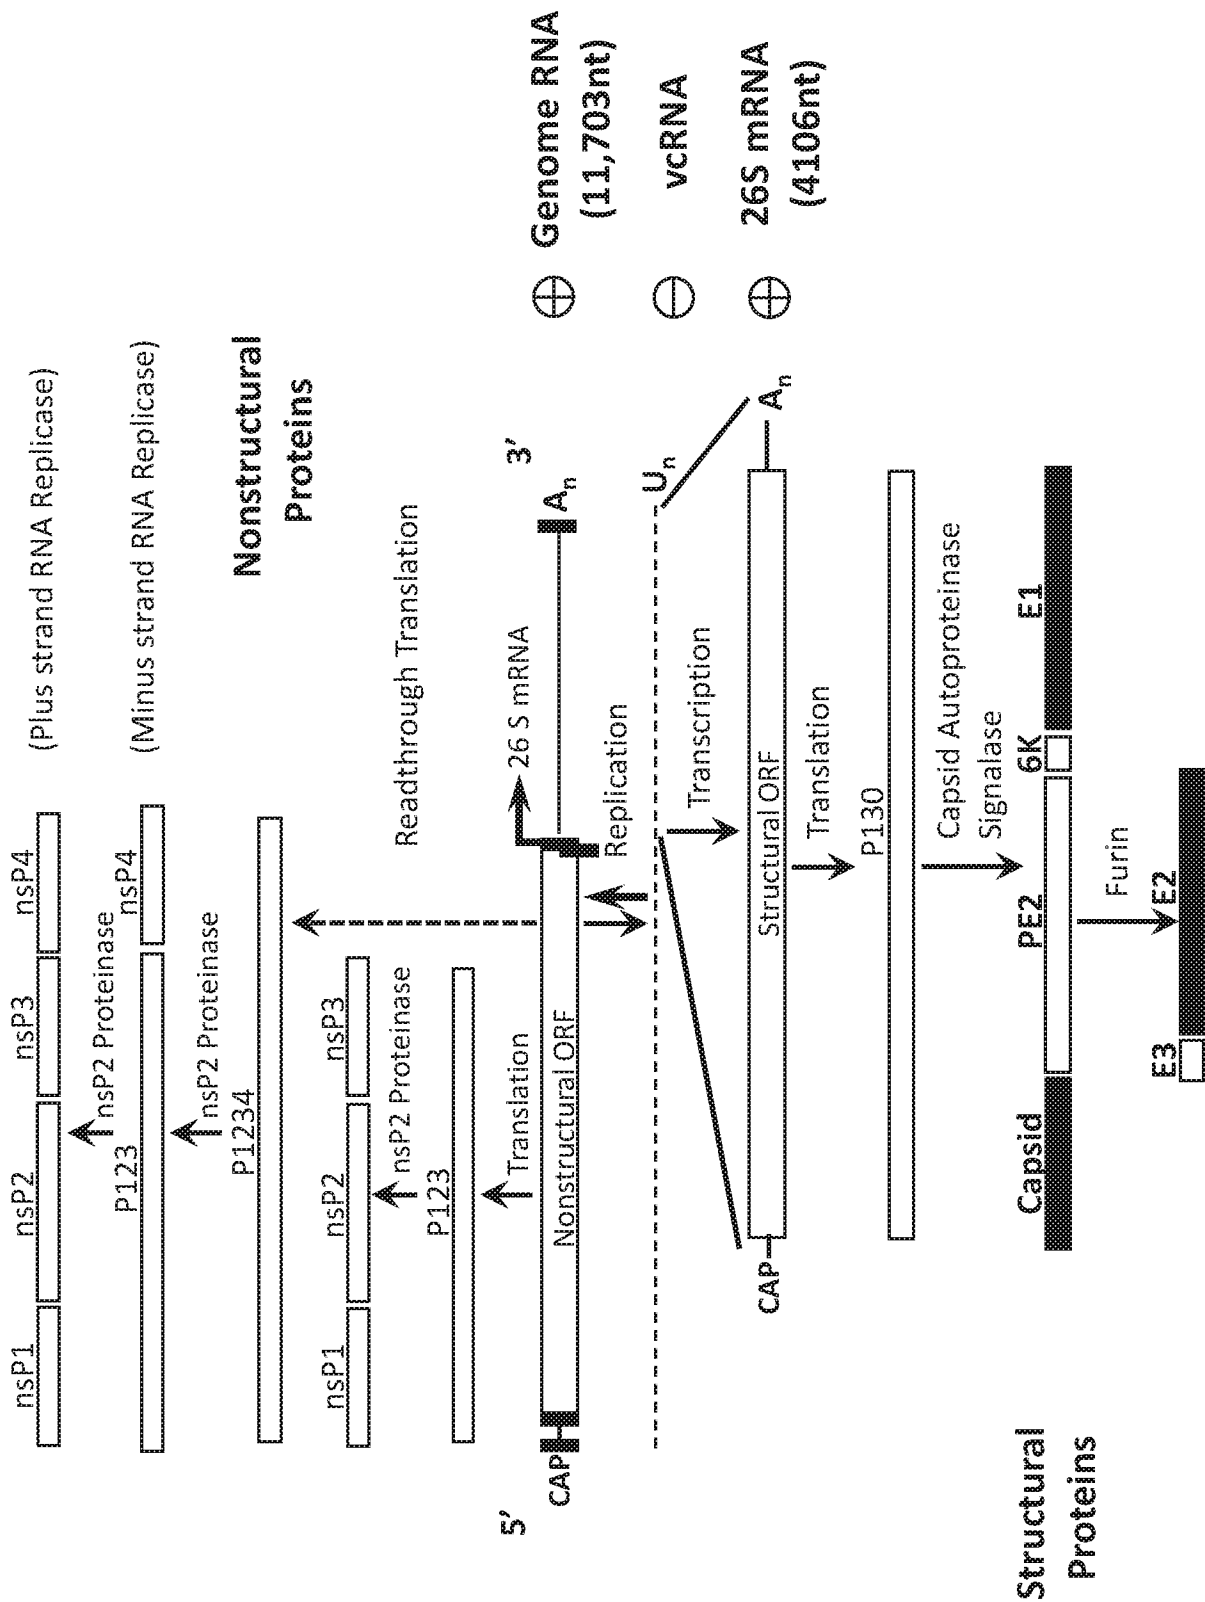 nsP1
nsP2
nsP3
nsP4
(Plus strand RNA Replicase)
nsP2 Proteinase
P123
nsP4
(Minus strand RNA Replicase)
nsP2 Proteinase
P1234
Nonstructural
Proteins
nsP1
nsP2
nsP3
nsP2 Proteinase
Readthrough Translation
P123
Translation
5'
26 S mRNA
3'
CAP
Nonstructural ORF
An
Genome RNA
(11,703nt)
Replication
Un
vcRNA
Transcription
CAP
Structural ORF
An
26S mRNA
(4106nt)
Translation
P130
Capsid Autoproteinase
Signalase
Structural
Proteins
Capsid
PE2
6K
E1
Furin
E3
E2